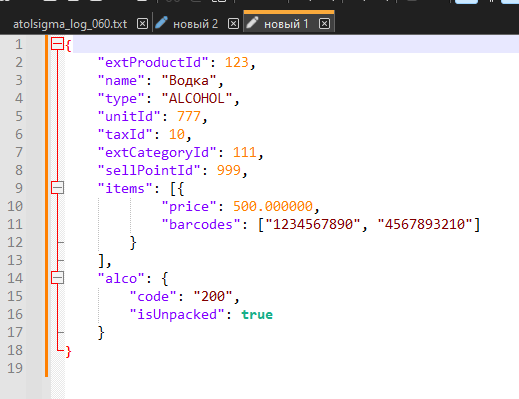 atolsigma_log_060.txt новый 2 новый 1
1 {
2 "extProductId": 123,
3 "name": "Водка",
4 "type": "ALCOHOL",
5 "unitId": 777,
6 "taxId": 10,
7 "extCategoryId": 111,
8 "sellPointId": 999,
9 "items": [{
10 "price": 500.000000,
11 "barcodes": ["1234567890", "4567893210"]
12 }
13 ],
14 "alco": {
15 "code": "200",
16 "isUnpacked": true
17 }
18 }
19